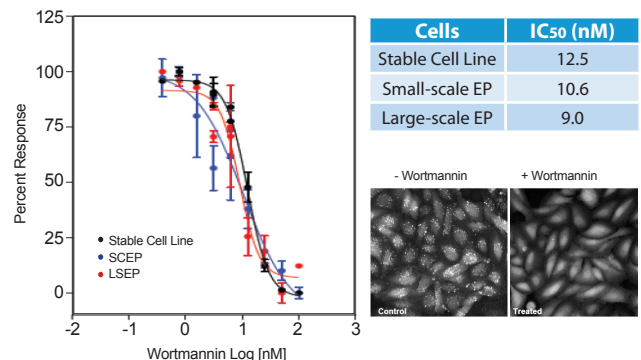 125
100
75
50
25
0
Percent Response
Stable Cell Line
SCEP
LSEP
-2 -1 0 1 2 3
Wortmannin Log [nM]
Cells IC50 (nM)
Stable Cell Line 12.5
Small-scale EP 10.6
Large-scale EP 9.0
- Wortmannin + Wortmannin
Control Treated